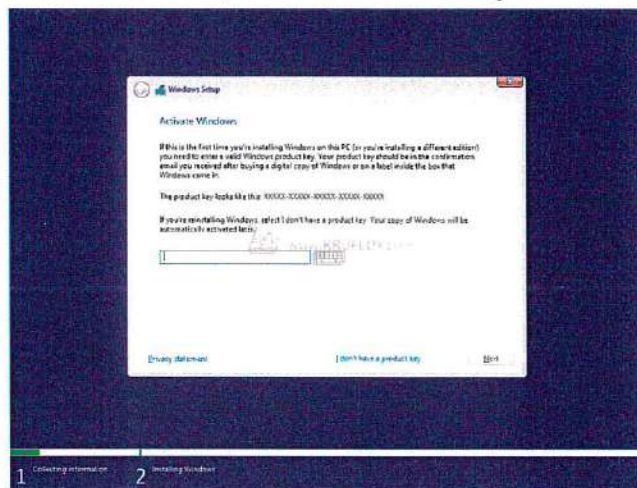 Windows Setup
Activate Windows
If this is the first time you're installing Windows on this PC (or you're installing a different edition)
you need to enter a valid Windows product key. Your product key should be in the confirmation
email you received after buying a digital copy of Windows or on a label inside the box that
Windows came in.
The product key looks like this: XXXXX-XXXXX-XXXXX-XXXXX-XXXXX
If you're reinstalling Windows, select I don't have a product key. Your copy of Windows will be
automatically activated later.
Privacy statement
I don't have a product key
Next
1 Collecting information
2 Installing Windows